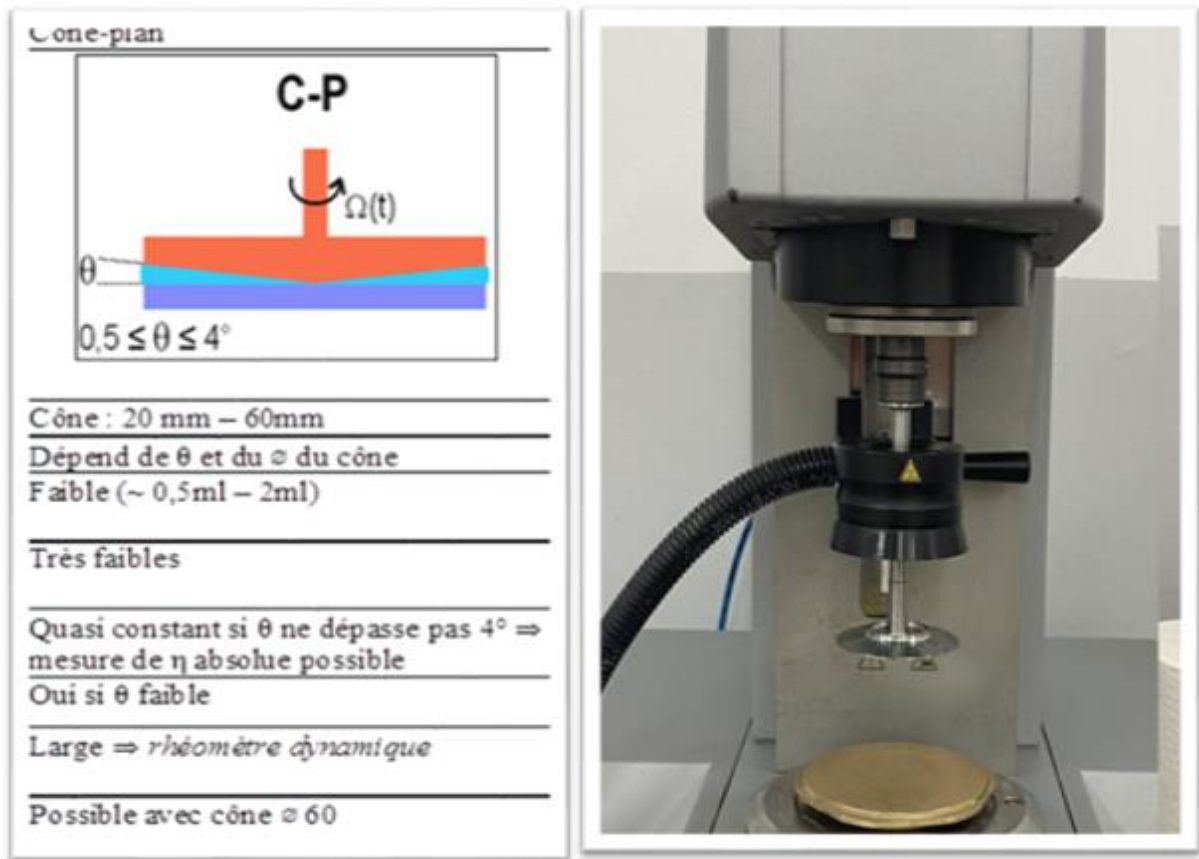 Cone-plan
C-P
Ω(t)
θ
0,5 ≤ θ ≤ 4°
Cône : 20 mm – 60mm
Dépend de θ et du ⌀ du cône
Faible (~ 0,5ml – 2ml)
Très faibles
Quasi constant si θ ne dépasse pas 4° ⇒
mesure de η absolue possible
Oui si θ faible
Large ⇒ rhéomètre dynamique
Possible avec cône ⌀ 60